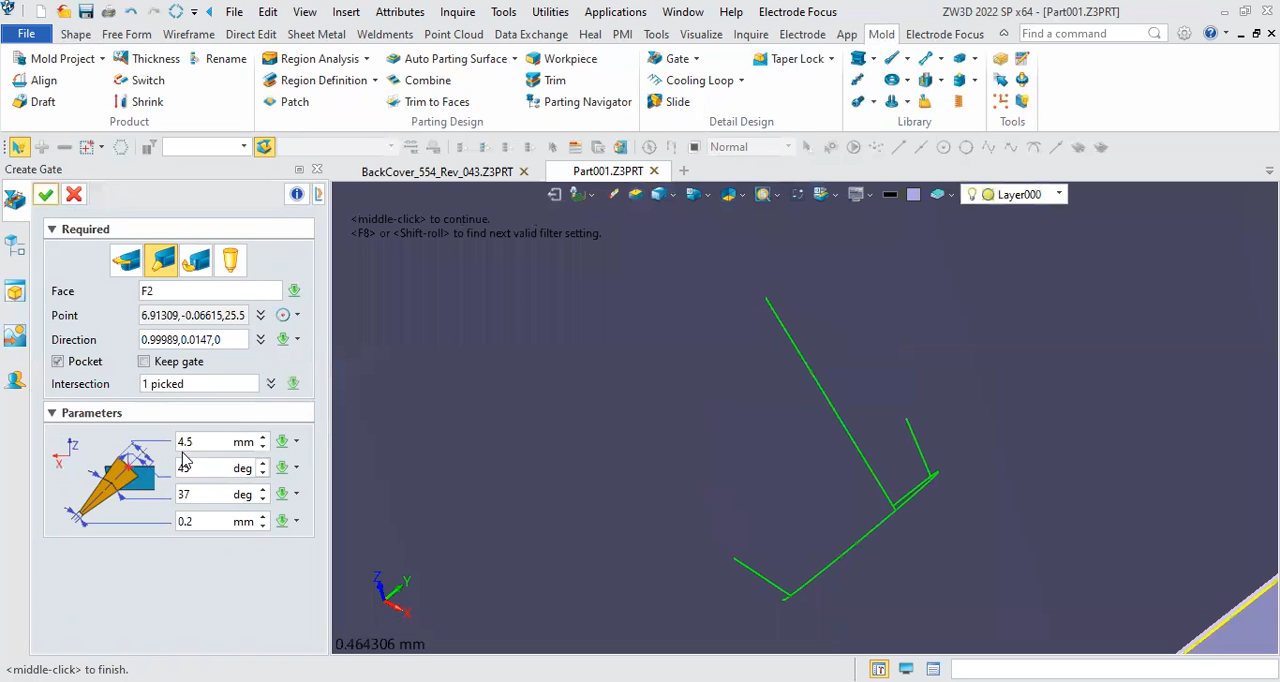 File Edit View Insert Attributes Inquire Tools Utilities Applications Window Help Electrode Focus ZW3D 2022 SP x64 - [Part001.Z3PRT]
File Shape Free Form Wireframe Direct Edit Sheet Metal Weldments Point Cloud Data Exchange Heal PMI Tools Visualize Inquire Electrode App Mold Electrode Focus Find a command
Mold Project Thickness Rename Region Analysis Auto Parting Surface Workpiece Gate Taper Lock
Align Switch Region Definition Combine Trim Cooling Loop
Draft Shrink Patch Trim to Faces Parting Navigator Slide
Product Parting Design Detail Design Library Tools
Normal
Create Gate BackCover_554_Rev_043.Z3PRT Part001.Z3PRT
Layer000
<middle-click> to continue.
<F8> or <Shift-roll> to find next valid filter setting.
Required
Face F2
Point 6.91309,-0.06615,25.5
Direction 0.99989,0.0147,0
Pocket Keep gate
Intersection 1 picked
Parameters
Z 4.5 mm
X deg
37 deg
0.2 mm
Z Y
X
0.464306 mm
<middle-click> to finish.